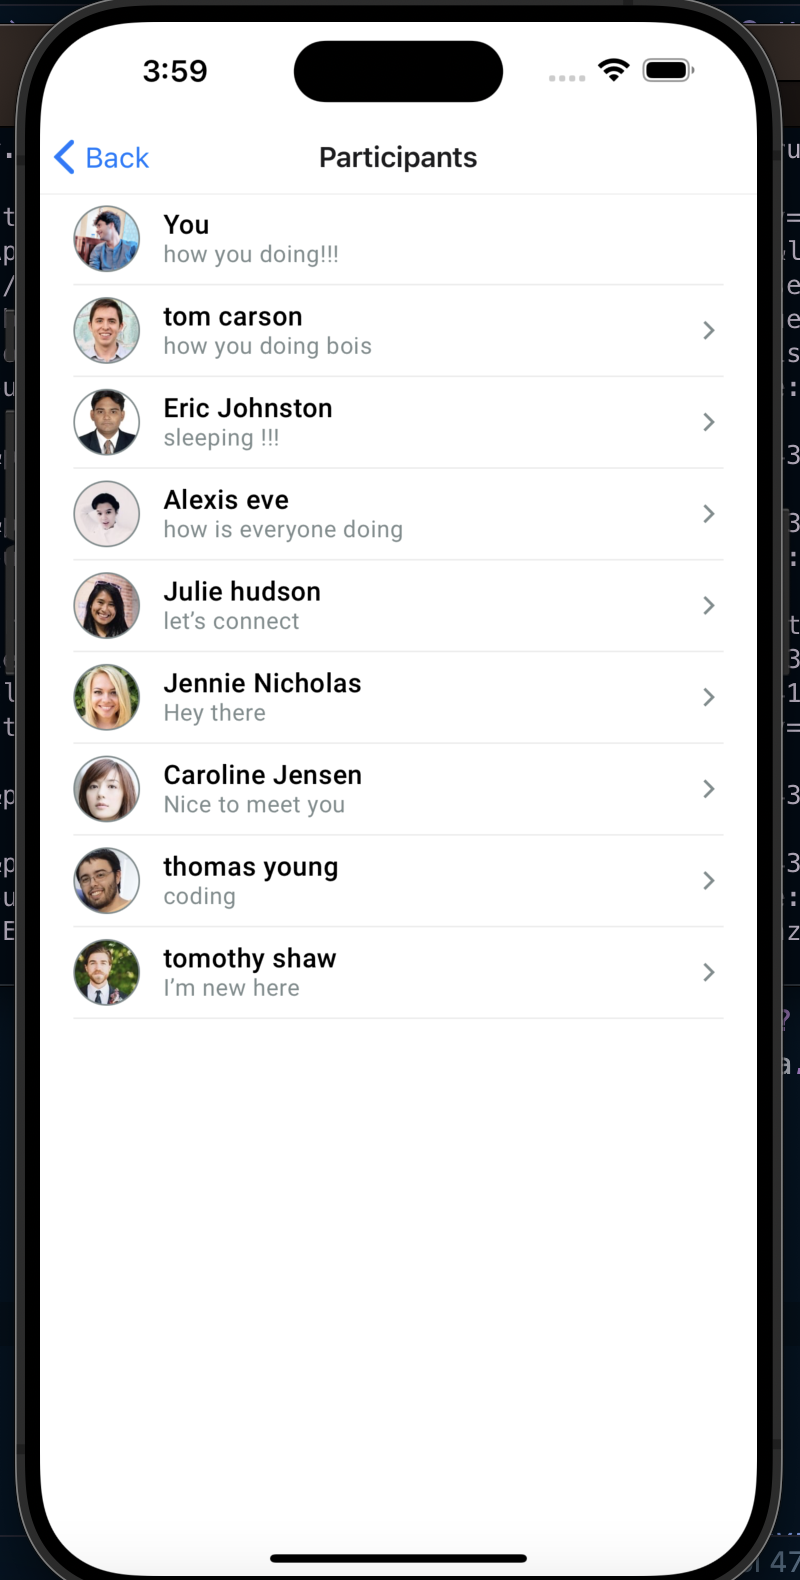 3:59
Back
Participants
You
how you doing!!!
tom carson
how you doing bois
Eric Johnston
sleeping !!!
Alexis eve
how is everyone doing
Julie hudson
let’s connect
Jennie Nicholas
Hey there
Caroline Jensen
Nice to meet you
thomas young
coding
tomothy shaw
I’m new here